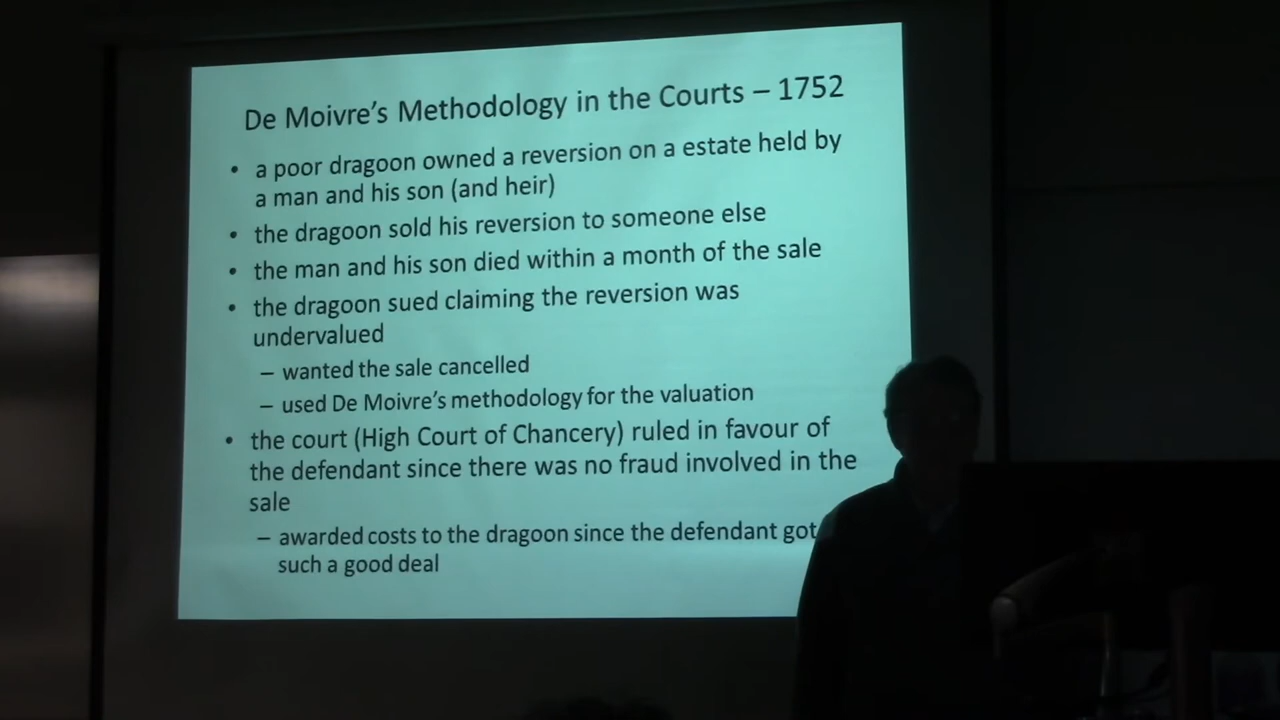 De Moivre's Methodology in the Courts – 1752
• a poor dragoon owned a reversion on a estate held by
a man and his son (and heir)
• the dragoon sold his reversion to someone else
• the man and his son died within a month of the sale
• the dragoon sued claiming the reversion was
undervalued
– wanted the sale cancelled
– used De Moivre's methodology for the valuation
• the court (High Court of Chancery) ruled in favour of
the defendant since there was no fraud involved in the
sale
– awarded costs to the dragoon since the defendant got
such a good deal